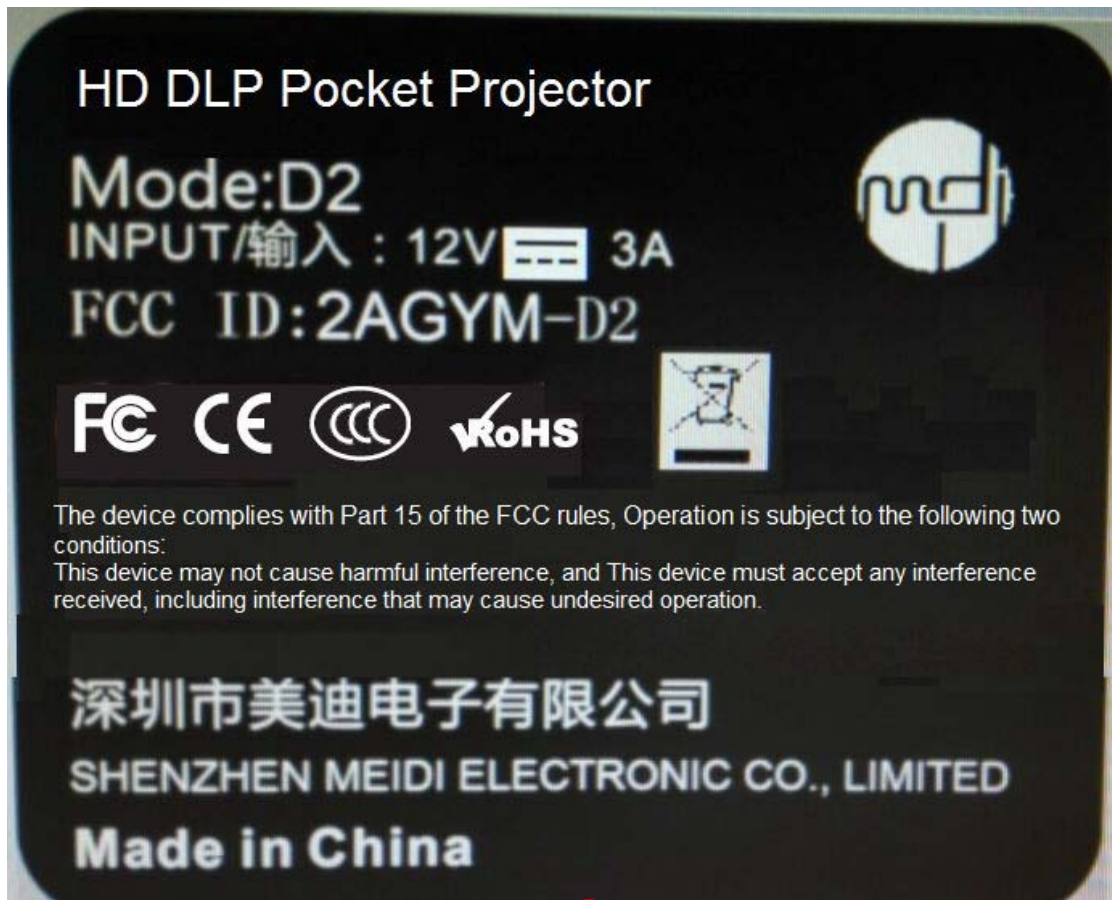 HD DLP Pocket Projector
mdh
Mode:D2
INPUT/输入：12V 3A
FCC ID:2AGYM-D2
FC CE CCC RoHS
The device complies with Part 15 of the FCC rules, Operation is subject to the following two
conditions:
This device may not cause harmful interference, and This device must accept any interference
received, including interference that may cause undesired operation.
深圳市美迪电子有限公司
SHENZHEN MEIDI ELECTRONIC CO., LIMITED
Made in China